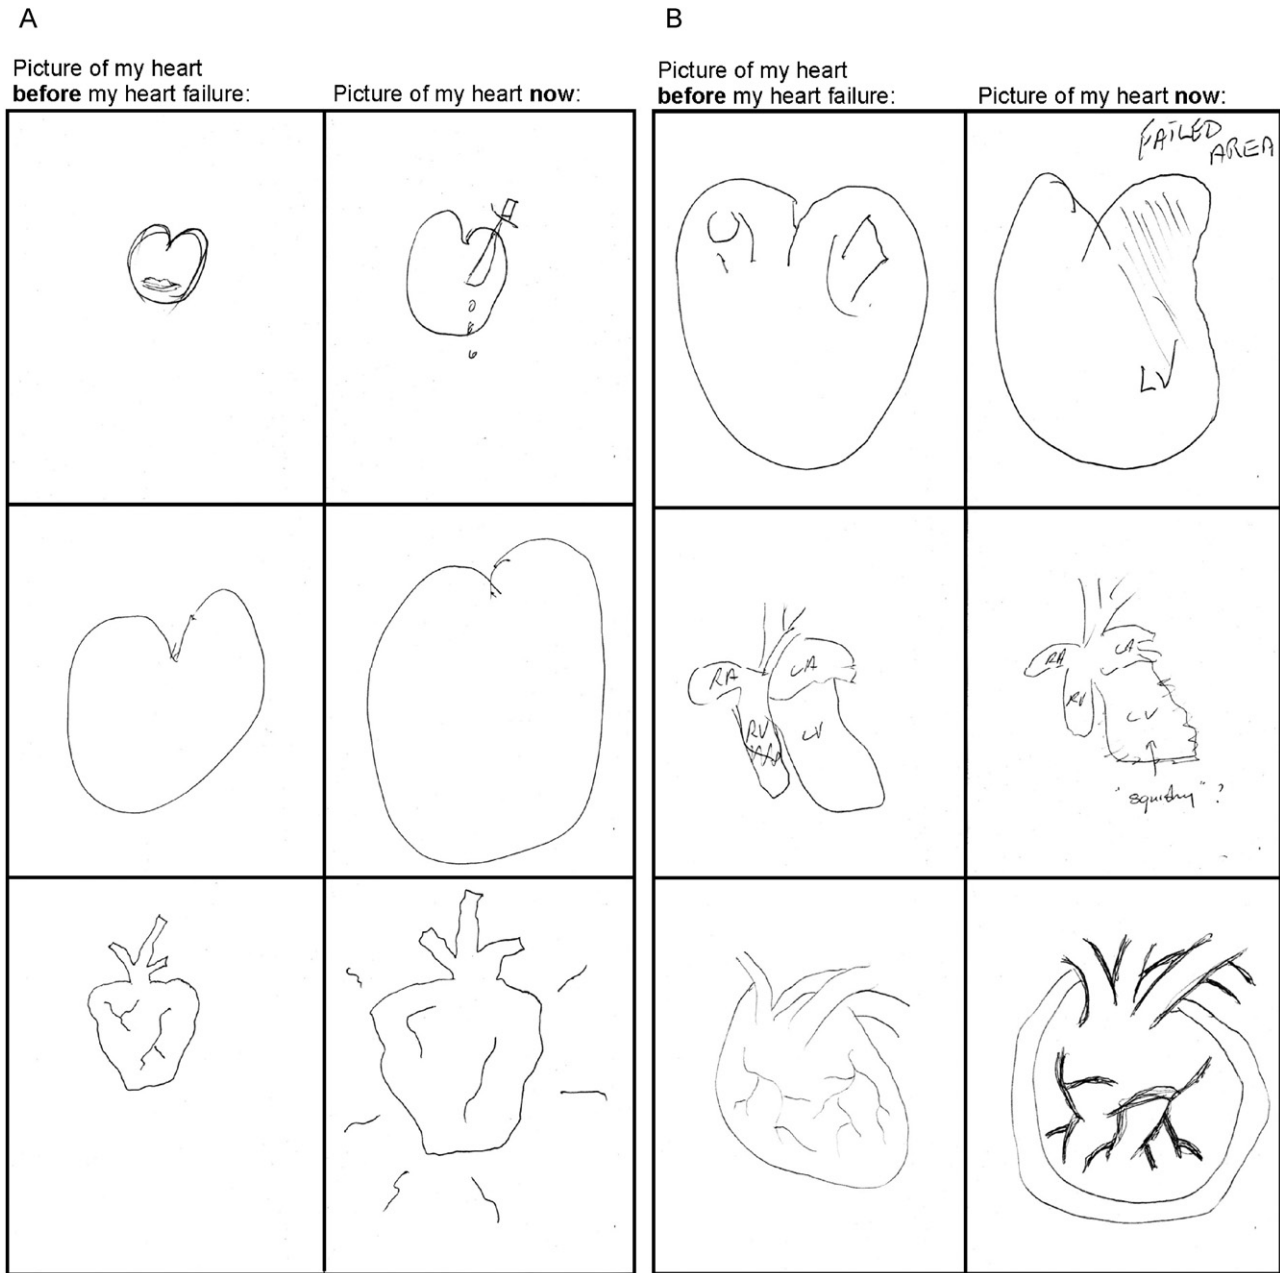 A
B
Picture of my heart
before my heart failure:
Picture of my heart now:
Picture of my heart
before my heart failure:
Picture of my heart now:
FAILED
AREA
LV
RA
LA
RV
LV
RA
LA
RV
LV
"squishy" ?